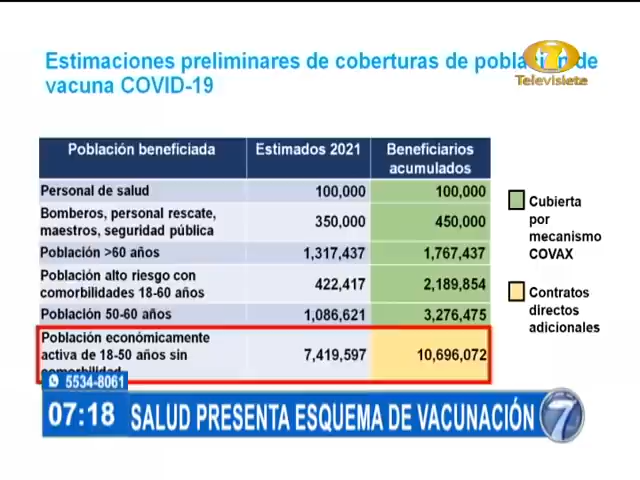 Estimaciones preliminares de coberturas de población de
vacuna COVID-19
7
Televisiete
Población beneficiada Estimados 2021 Beneficiarios
acumulados
Personal de salud 100,000 100,000
Bomberos, personal rescate,
maestros, seguridad pública 350,000 450,000
Población >60 años 1,317,437 1,767,437
Población alto riesgo con
comorbilidades 18-60 años 422,417 2,189,854
Población 50-60 años 1,086,621 3,276,475
Población económicamente
activa de 18-50 años sin 7,419,597 10,696,072
comorbilidad
Cubierta
por
mecanismo
COVAX
Contratos
directos
adicionales
5534-8061
07:18 SALUD PRESENTA ESQUEMA DE VACUNACIÓN 7